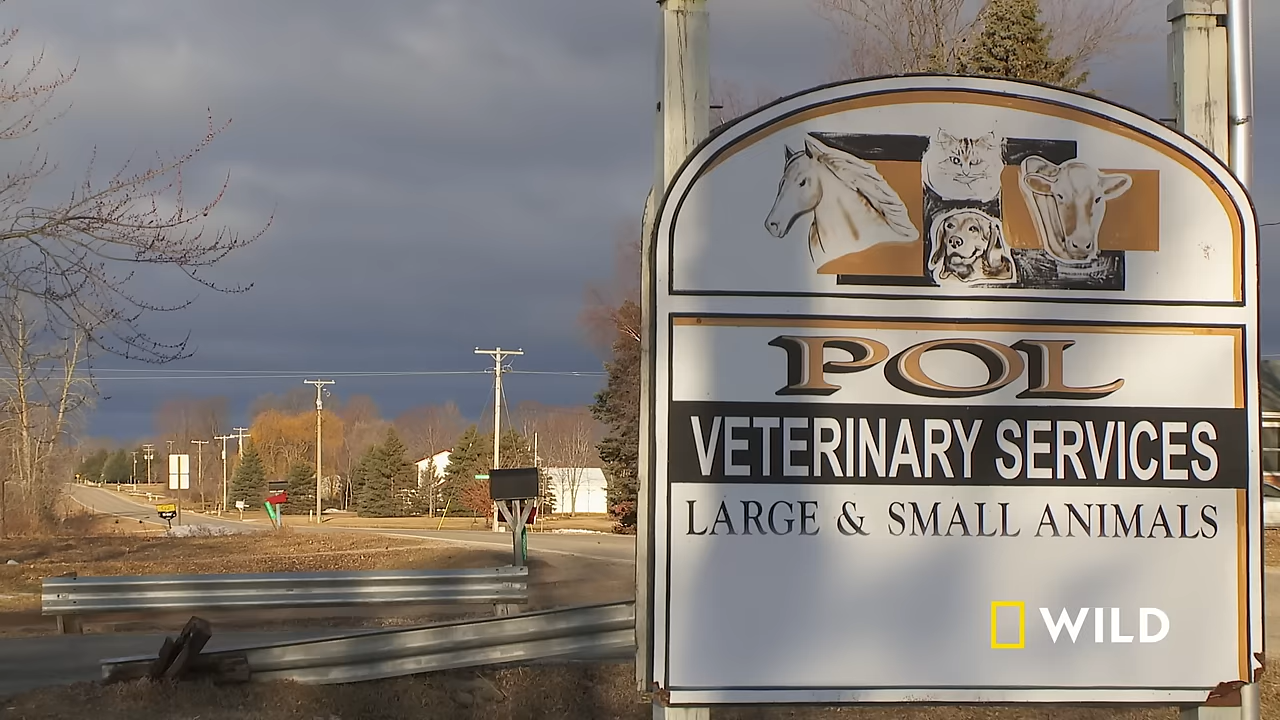 POL
VETERINARY SERVICES
LARGE & SMALL ANIMALS
WILD